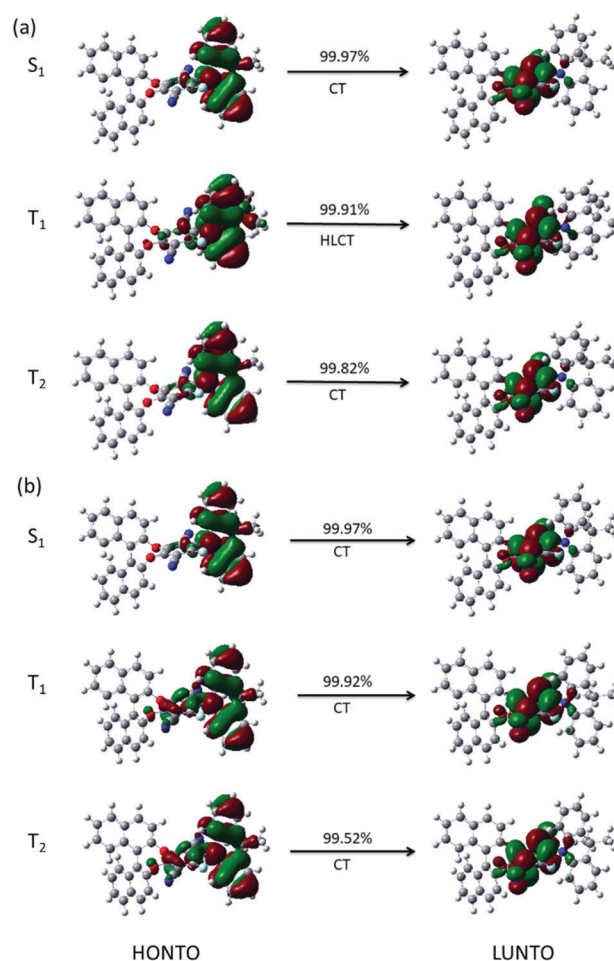 (a)
S1
99.97%
CT
T1
99.91%
HLCT
T2
99.82%
CT
(b)
S1
99.97%
CT
T1
99.92%
CT
T2
99.52%
CT
HONTO LUNTO